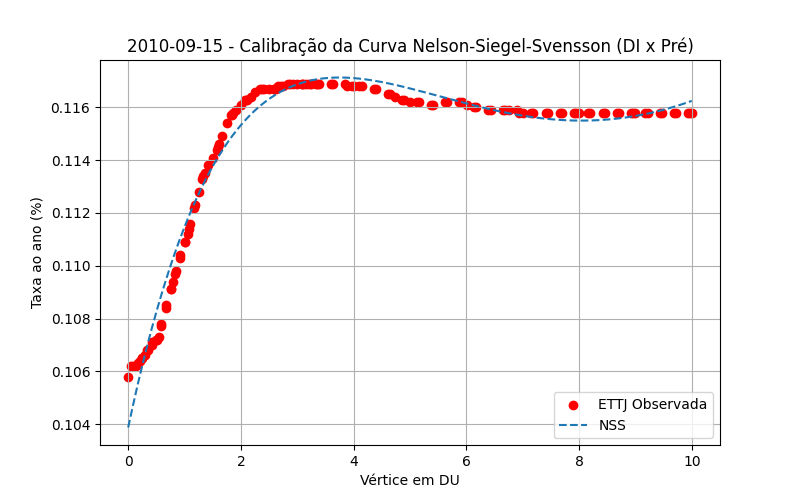 2010-09-15 - Calibração da Curva Nelson-Siegel-Svensson (DI x Pré)
Taxa ao ano (%)
0.116
0.114
0.112
0.110
0.108
0.106
0.104
ETTJ Observada
NSS
0
2
4
6
8
10
Vértice em DU